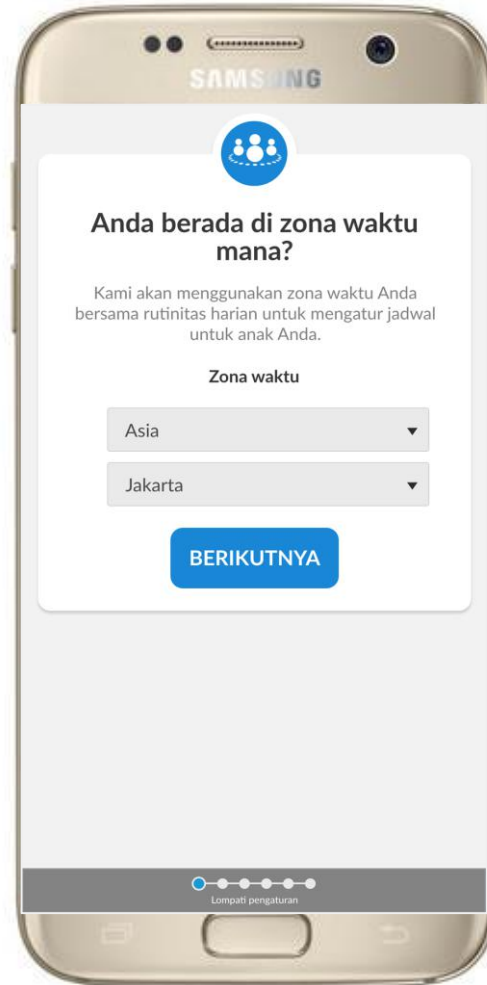 SAMSUNG
Anda berada di zona waktu
mana?
Kami akan menggunakan zona waktu Anda
bersama rutinitas harian untuk mengatur jadwal
untuk anak Anda.
Zona waktu
Asia
Jakarta
BERIKUTNYA
Lompati pengaturan